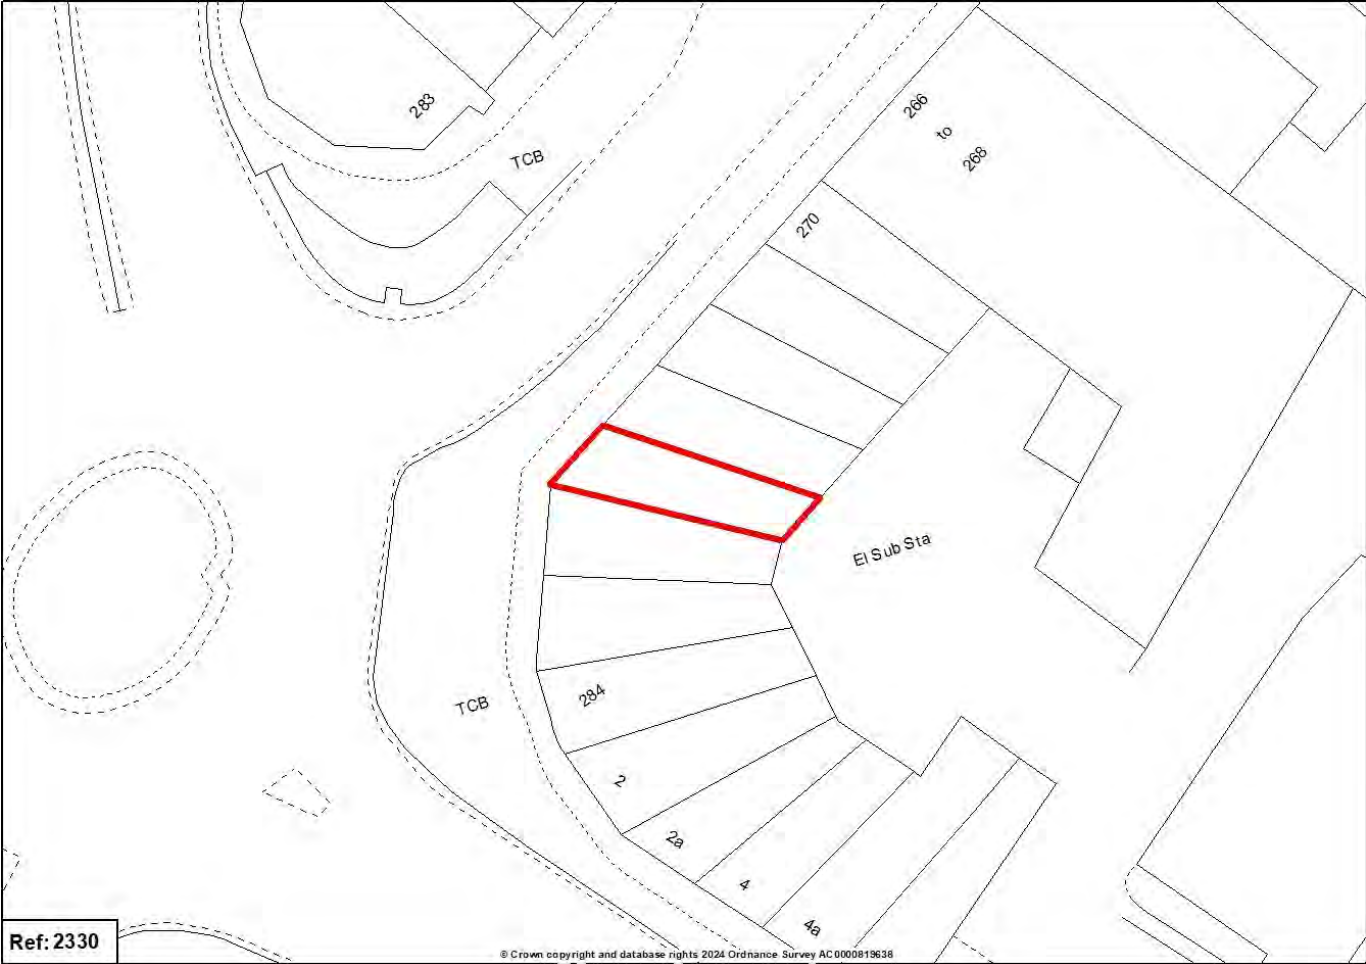 283
TCB
266
to
268
270
El Sub Sta
TCB
284
2
2a
4
4a
Ref: 2330
© Crown copyright and database rights 2024 Ordnance Survey AC0000819638